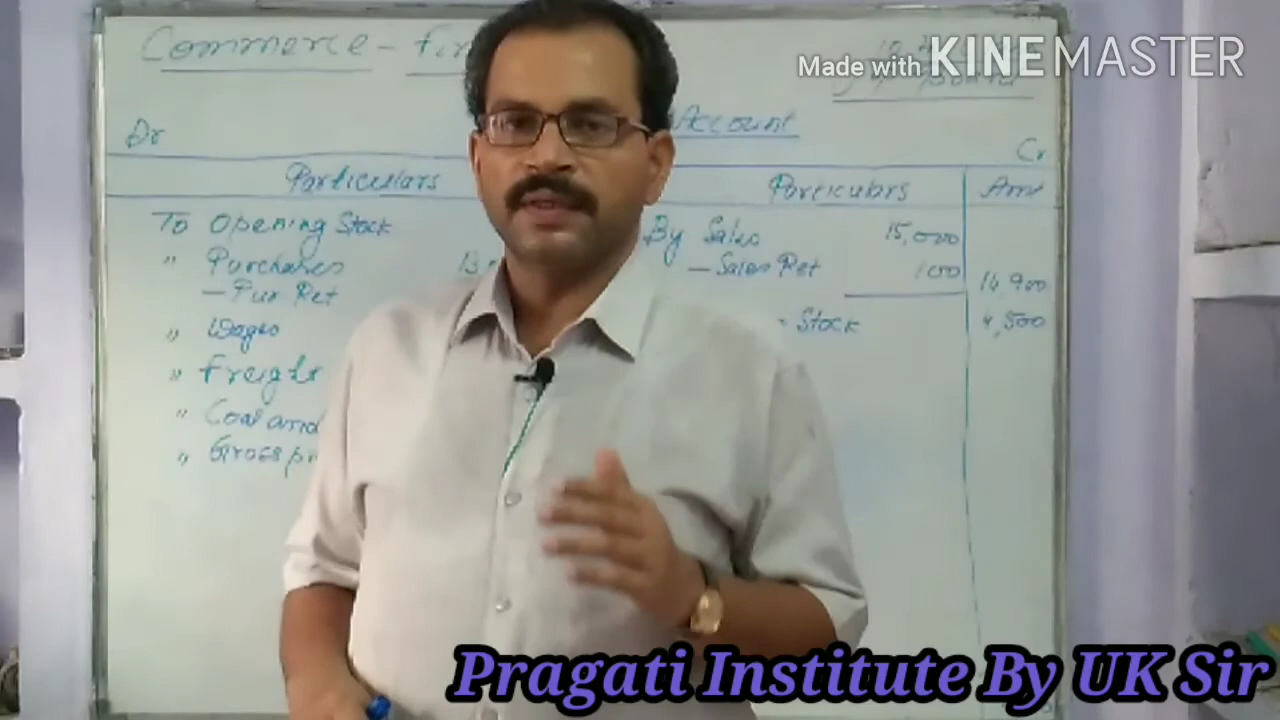 Commerce -
Made with KINEMASTER
Account
Dr
Cr
Particulars
Particulars Amt
To Opening Stock
By Sales 15,000
" Purchases
- Sales Ret 100 14,900
- Pur Ret
" Wages
Stock 4,500
" Freight
" Coal and
" Gross
Pragati Institute By UK Sir